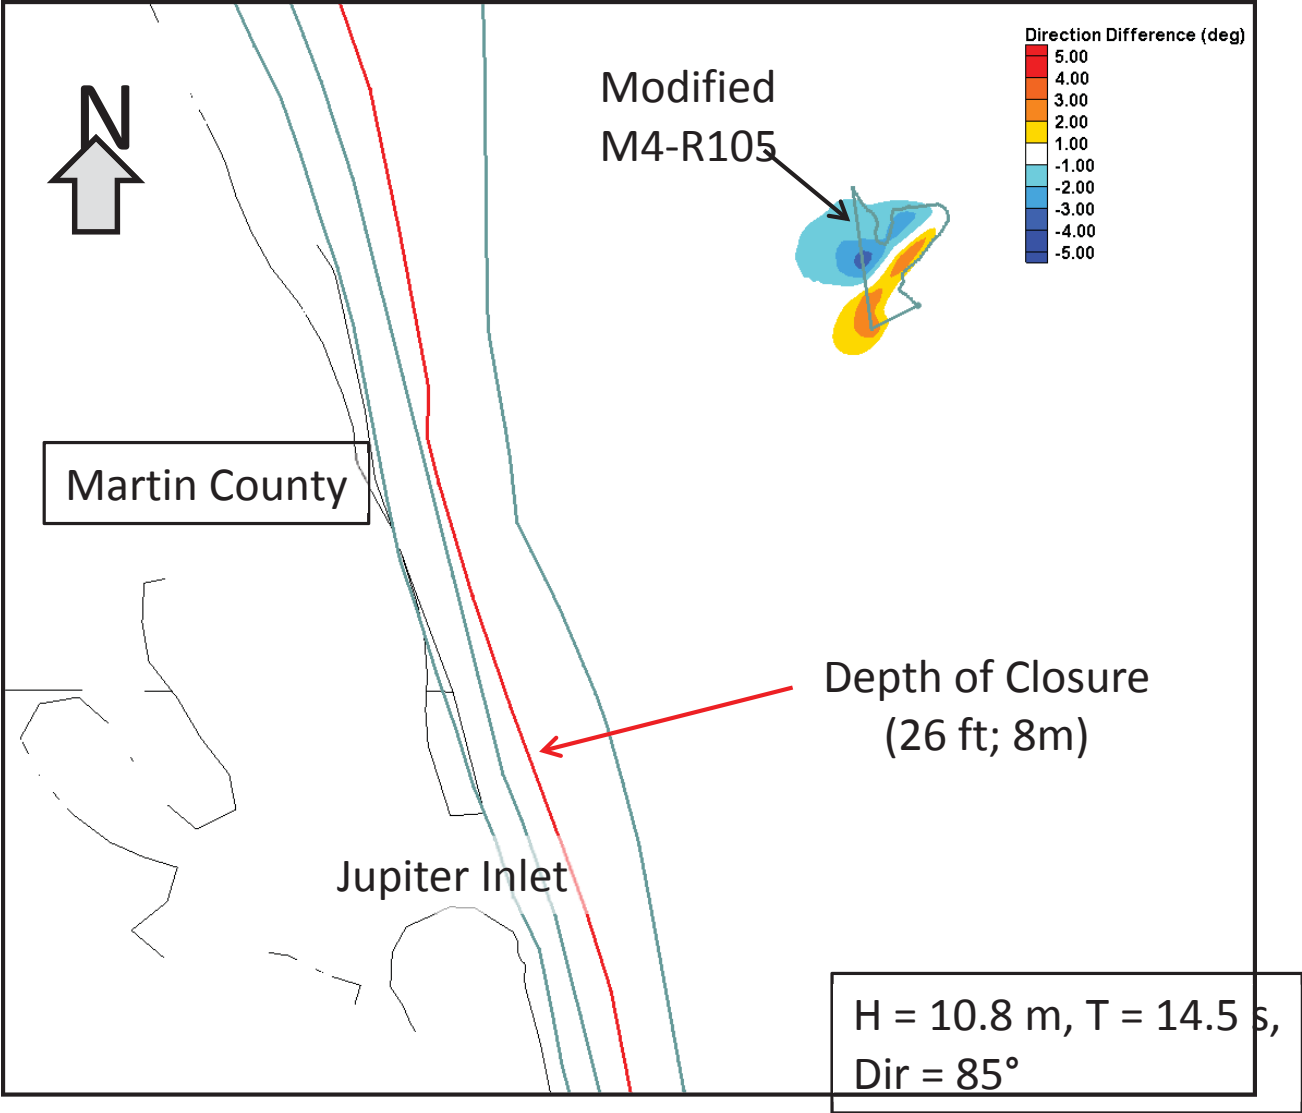 Direction Difference (deg)
5.00
4.00
3.00
2.00
1.00
-1.00
-2.00
-3.00
-4.00
-5.00
N
Modified
M4-R105
Martin County
Depth of Closure
(26 ft; 8m)
Jupiter Inlet
H = 10.8 m, T = 14.5 s,
Dir = 85°